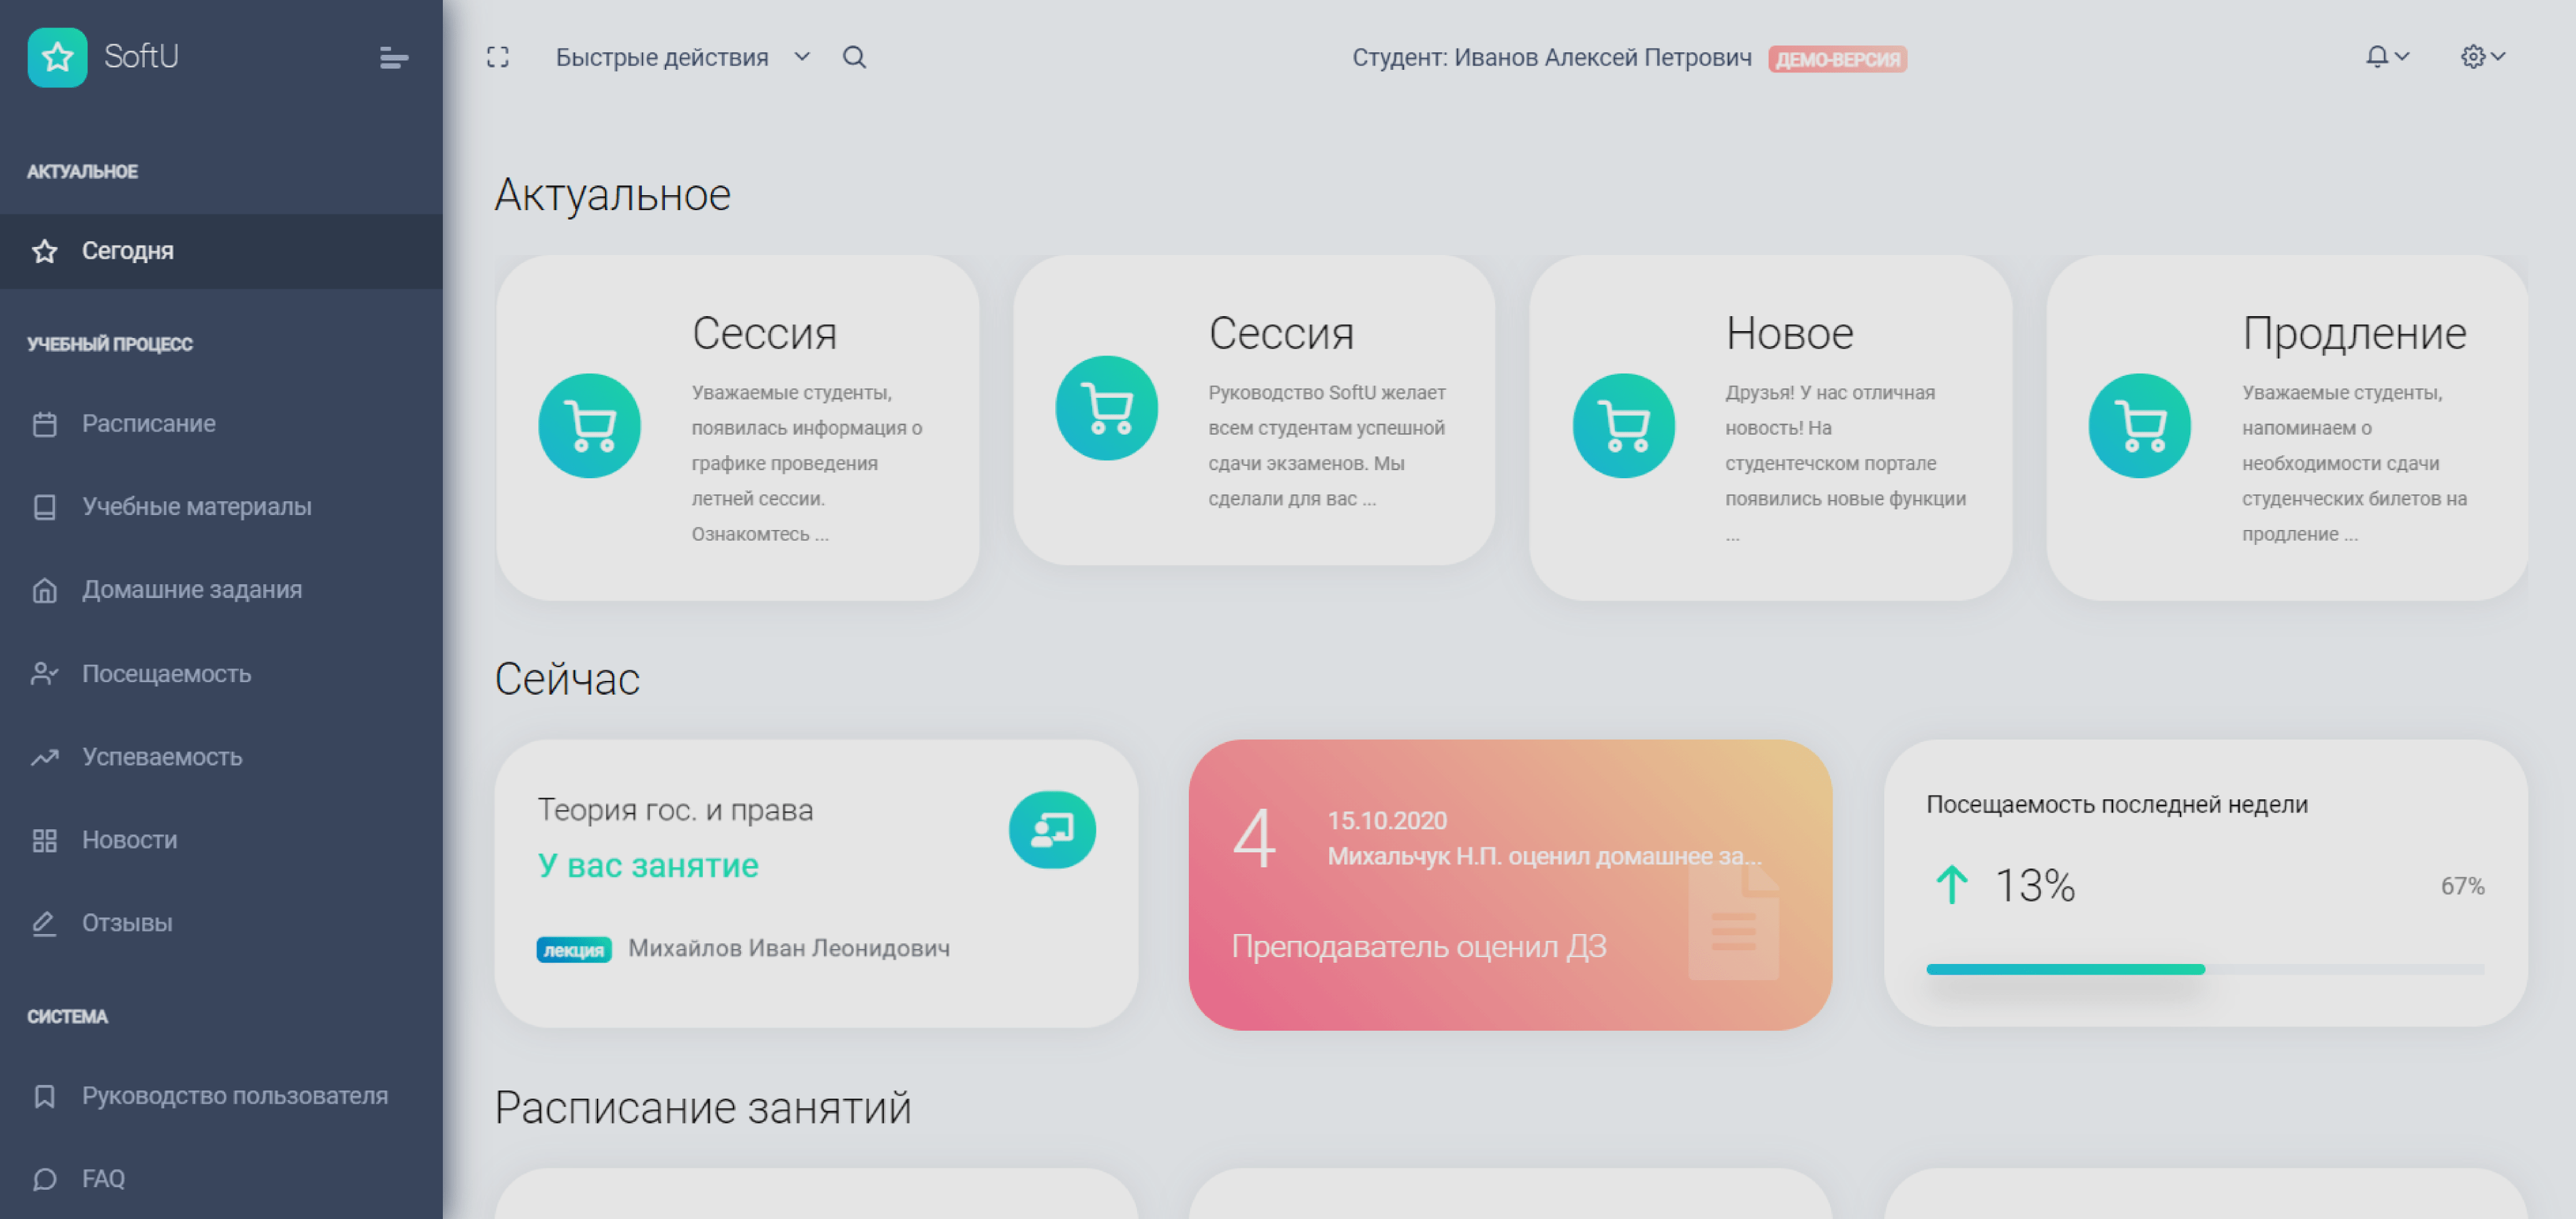 SoftU
Быстрые действия
Студент: Иванов Алексей Петрович ДЕМО-ВЕРСИЯ
АКТУАЛЬНОЕ
Сегодня
УЧЕБНЫЙ ПРОЦЕСС
Расписание
Учебные материалы
Домашние задания
Посещаемость
Успеваемость
Новости
Отзывы
СИСТЕМА
Руководство пользователя
FAQ
Актуальное
Сессия
Уважаемые студенты,
появилась информация о
графике проведения
летней сессии.
Ознакомтесь ...
Сессия
Руководство SoftU желает
всем студентам успешной
сдачи экзаменов. Мы
сделали для вас ...
Новое
Друзья! У нас отличная
новость! На
студентечском портале
появились новые функции
...
Продление
Уважаемые студенты,
напоминаем о
необходимости сдачи
студенческих билетов на
продление ...
Сейчас
Теория гос. и права
У вас занятие
лекция Михайлов Иван Леонидович
4
15.10.2020
Михальчук Н.П. оценил домашнее за...
Преподаватель оценил ДЗ
Посещаемость последней недели
13%
67%
Расписание занятий